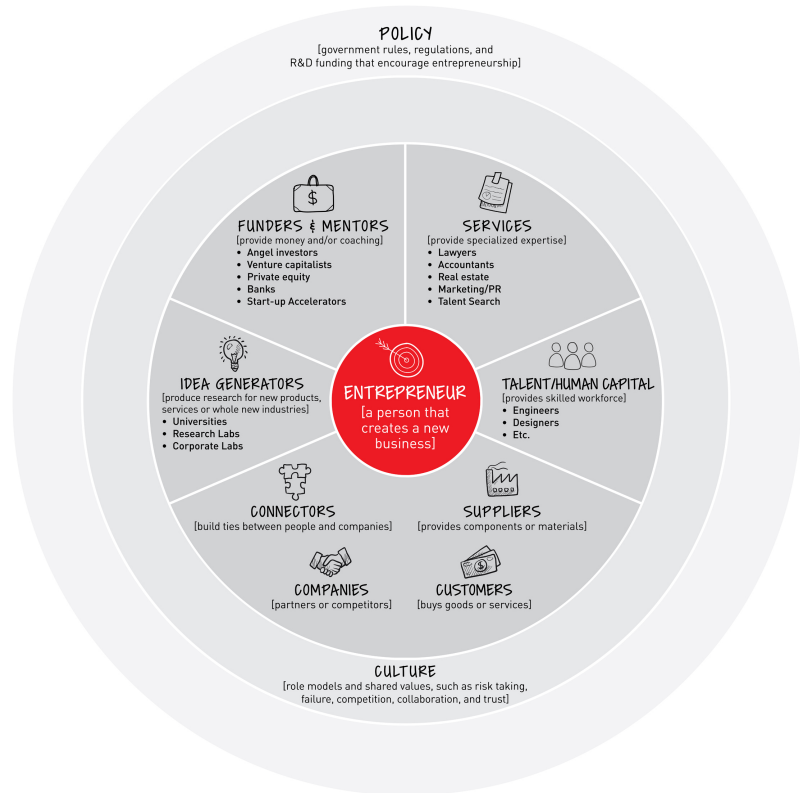 POLICY
[government rules, regulations, and
R&D funding that encourage entrepreneurship]
$
FUNDERS & MENTORS
[provide money and/or coaching]
• Angel investors
• Venture capitalists
• Private equity
• Banks
• Start-up Accelerators
SERVICES
[provide specialized expertise]
• Lawyers
• Accountants
• Real estate
• Marketing/PR
• Talent Search
IDEA GENERATORS
[produce research for new products,
services or whole new industries]
• Universities
• Research Labs
• Corporate Labs
ENTREPRENEUR
[a person that
creates a new
business]
TALENT/HUMAN CAPITAL
[provides skilled workforce]
• Engineers
• Designers
• Etc.
CONNECTORS
[build ties between people and companies]
SUPPLIERS
[provides components or materials]
COMPANIES
[partners or competitors]
$
CUSTOMERS
[buys goods or services]
CULTURE
[role models and shared values, such as risk taking,
failure, competition, collaboration, and trust]